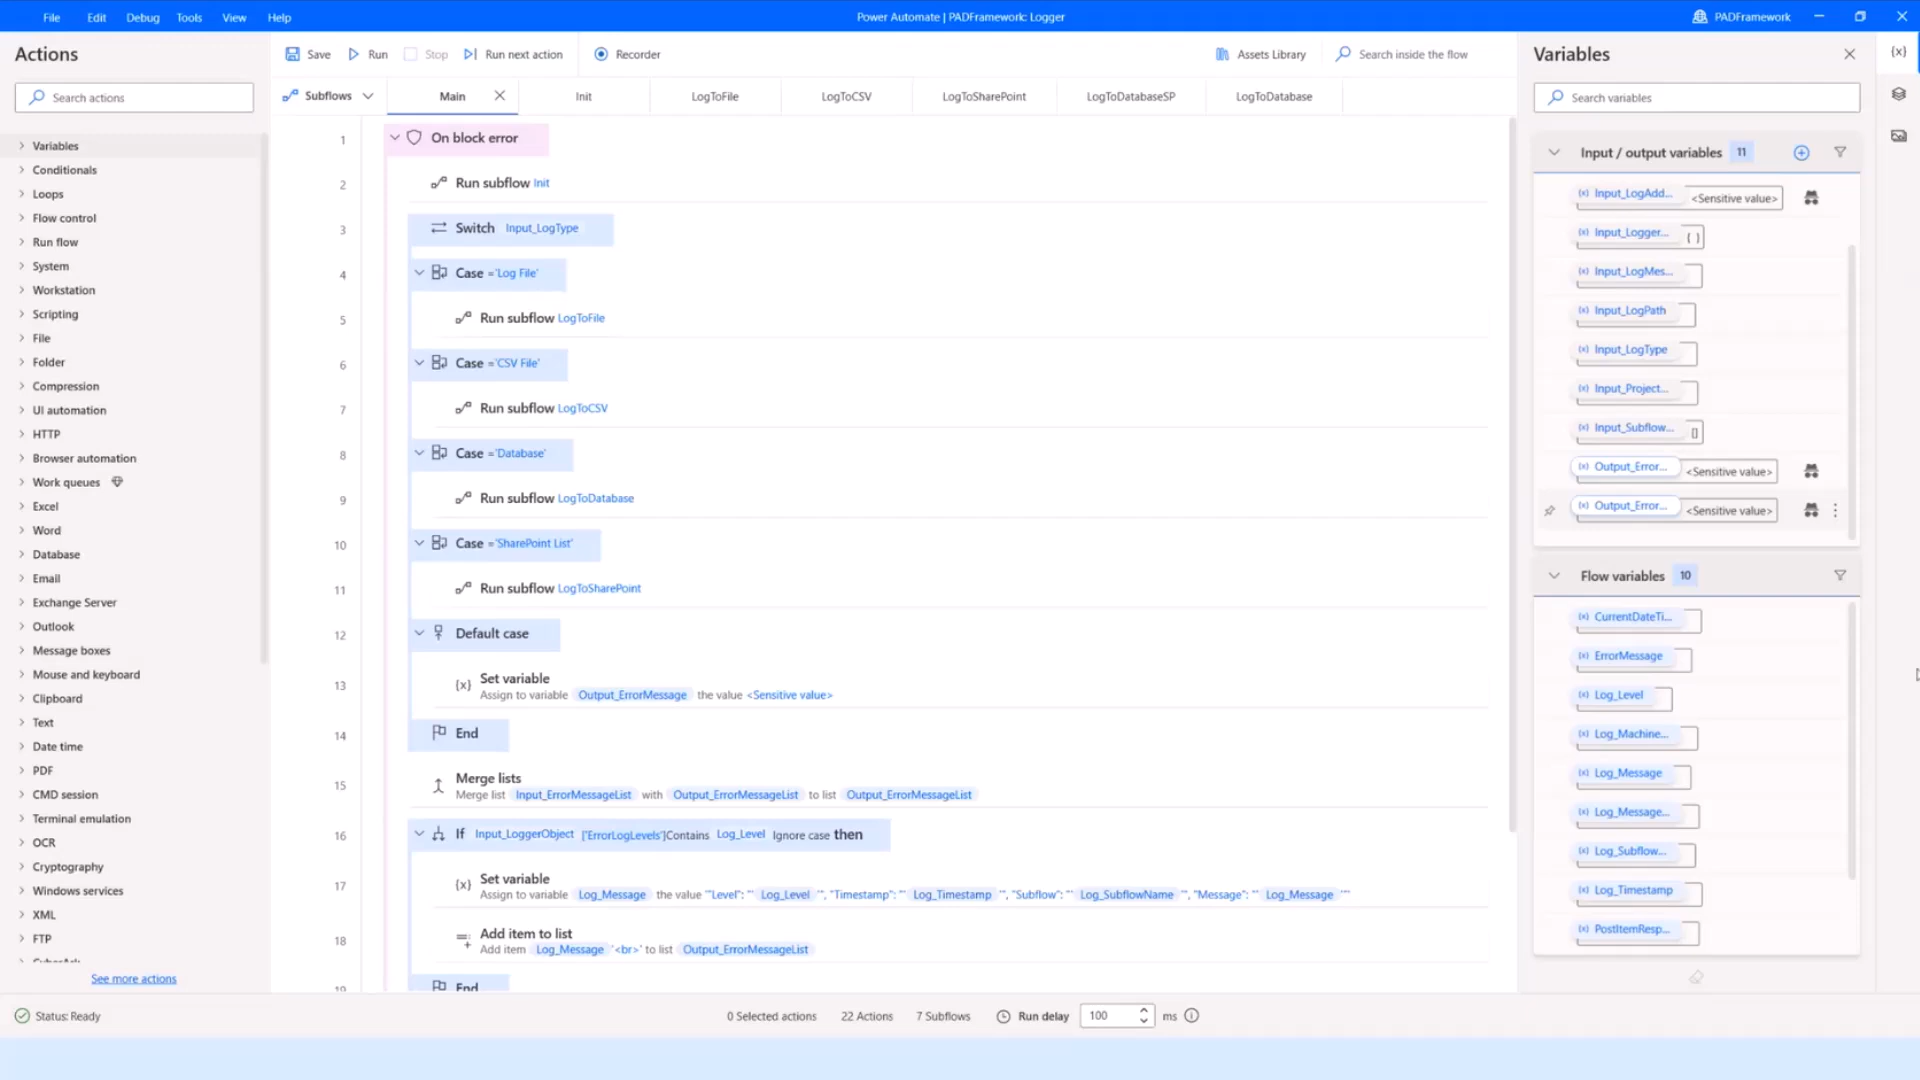 File Edit Debug Tools View Help
Power Automate | PADFramework: Logger
PADFramework
Actions
Search actions
Variables
Conditionals
Loops
Flow control
Run flow
System
Workstation
Scripting
File
Folder
Compression
UI automation
HTTP
Browser automation
Work queues
Excel
Word
Database
Email
Exchange Server
Outlook
Message boxes
Mouse and keyboard
Clipboard
Text
Date time
PDF
CMD session
Terminal emulation
OCR
Cryptography
Windows services
XML
FTP
See more actions
Save Run Stop Run next action Recorder
Assets Library Search inside the flow
Subflows Main Init LogToFile LogToCSV LogToSharePoint LogToDatabaseSP LogToDatabase
1 On block error
2 Run subflow Init
3 Switch Input_LogType
4 Case ='Log File'
5 Run subflow LogToFile
6 Case ='CSV File'
7 Run subflow LogToCSV
8 Case ='Database'
9 Run subflow LogToDatabase
10 Case ='SharePoint List'
11 Run subflow LogToSharePoint
12 Default case
13 Set variable
Assign to variable Output_ErrorMessage the value <Sensitive value>
14 End
15 Merge lists
Merge list Input_ErrorMessageList with Output_ErrorMessageList to list Output_ErrorMessageList
16 If Input_LoggerObject ['ErrorLogLevels']Contains Log_Level Ignore case then
17 Set variable
Assign to variable Log_Message the value '"Level": "' Log_Level '", "Timestamp": "' Log_Timestamp '", "Subflow": "' Log_SubflowName '", "Message": "' Log_Message '"'
18 Add item to list
Add item Log_Message '<br>' to list Output_ErrorMessageList
19 End
Variables
Search variables
Input / output variables 11
Input_LogAdd... <Sensitive value>
Input_Logger... { }
Input_LogMes...
Input_LogPath
Input_LogType
Input_Project...
Input_Subflow... []
Output_Error... <Sensitive value>
Output_Error... <Sensitive value>
Flow variables 10
CurrentDateTi...
ErrorMessage
Log_Level
Log_Machine...
Log_Message
Log_Message...
Log_Subflow...
Log_Timestamp
PostItemResp...
{x}
Status: Ready
0 Selected actions 22 Actions 7 Subflows Run delay 100 ms